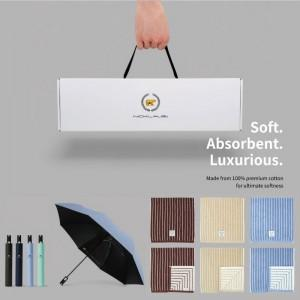 Soft.
Absorbent.
Luxurious.
Made from 100% premium cotton
for ultimate softness